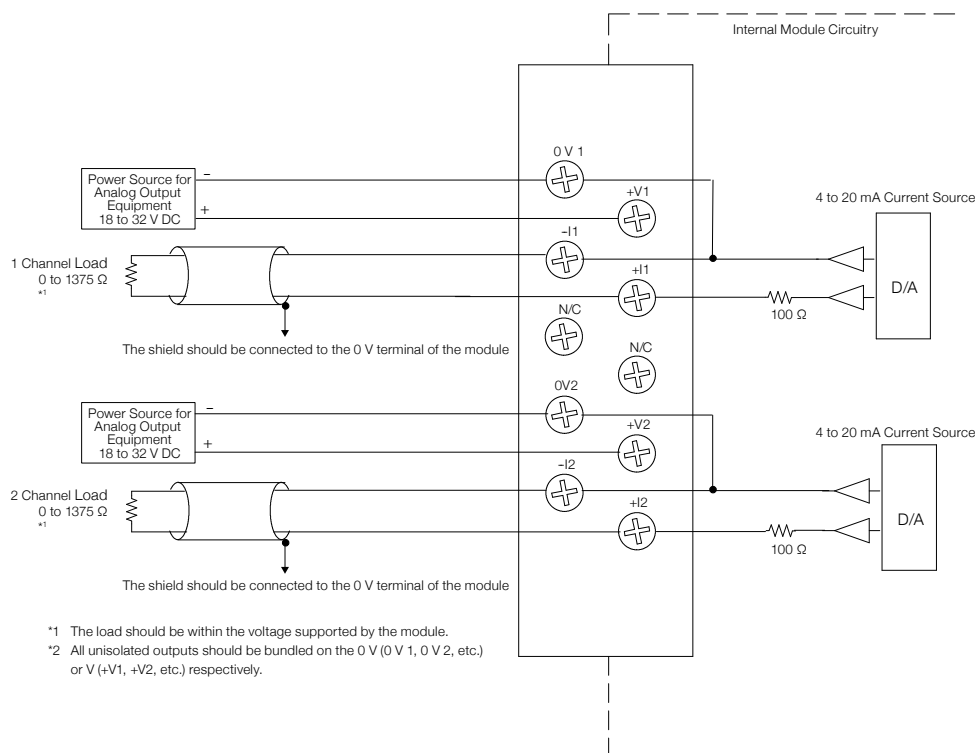 Internal Module Circuitry
0 V 1
Power Source for
Analog Output
Equipment
18 to 32 V DC
–
+
+V1
4 to 20 mA Current Source
–I1
1 Channel Load
0 to 1375 Ω
*1
+I1
D/A
100 Ω
N/C
The shield should be connected to the 0 V terminal of the module
N/C
0V2
Power Source for
Analog Output
Equipment
18 to 32 V DC
–
+
+V2
4 to 20 mA Current Source
–I2
2 Channel Load
0 to 1375 Ω
*1
+I2
D/A
100 Ω
The shield should be connected to the 0 V terminal of the module
*1 The load should be within the voltage supported by the module.
*2 All unisolated outputs should be bundled on the 0 V (0 V 1, 0 V 2, etc.)
or V (+V1, +V2, etc.) respectively.